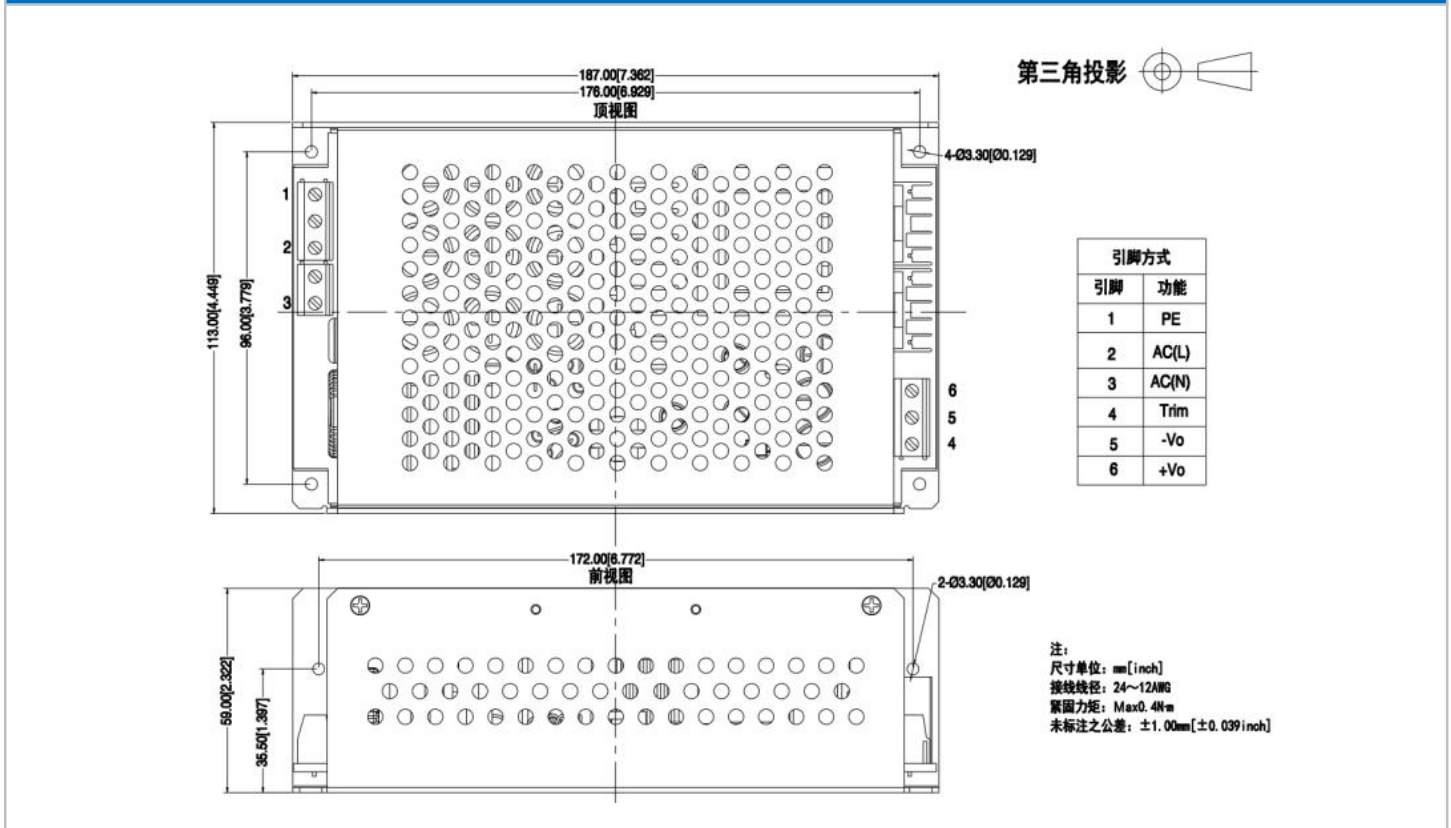 187.00[7.362]
176.00[6.929]
顶视图
第三角投影
4-Ø3.30[Ø0.129]
113.00[4.449]
96.00[3.779]
1
2
3
6
5
4
引脚方式
引脚 功能
1 PE
2 AC(L)
3 AC(N)
4 Trim
5 -Vo
6 +Vo
172.00[6.772]
前视图
2-Ø3.30[Ø0.129]
59.00[2.322]
35.50[1.397]
注:
尺寸单位: mm[inch]
接线线径: 24～12AWG
紧固力矩: Max0.4N·m
未标注之公差: ±1.00mm[±0.039inch]